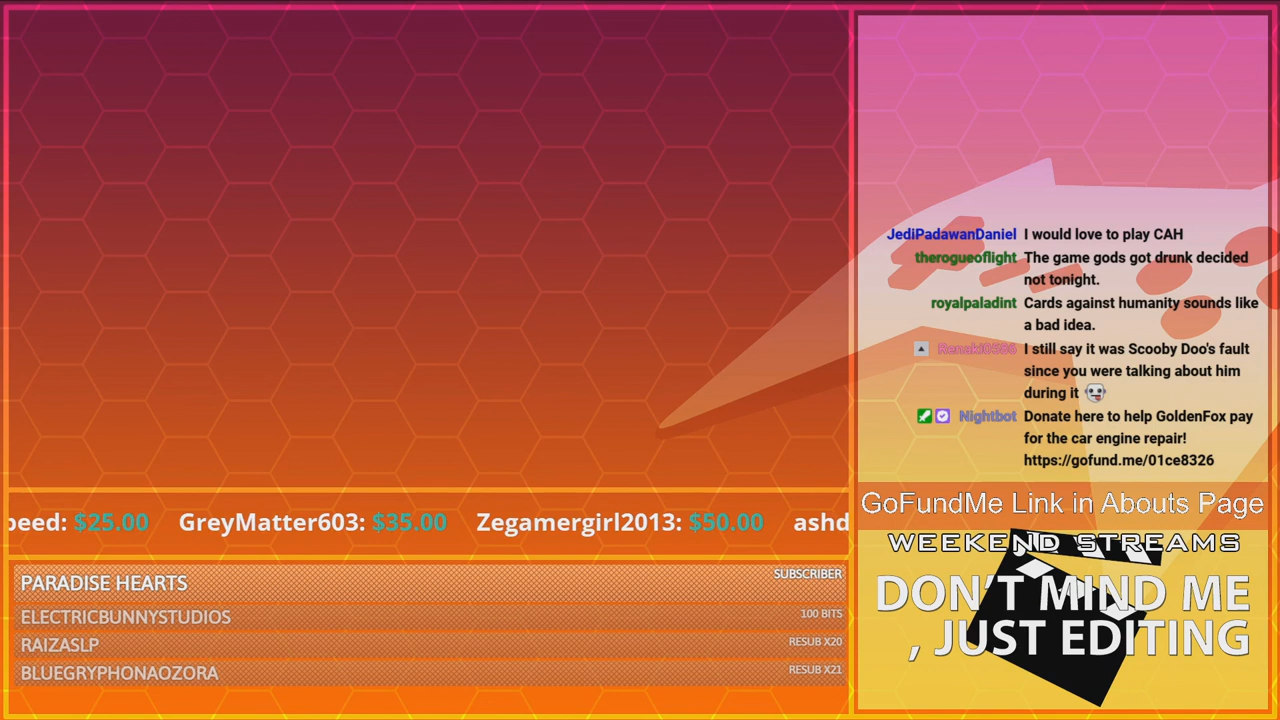 JediPadawanDaniel I would love to play CAH
therogueoflight The game gods got drunk decided
not tonight.
royalpaladint Cards against humanity sounds like
a bad idea.
Kenaki0586 I still say it was Scooby Doo's fault
since you were talking about him
during it
Nightbot Donate here to help GoldenFox pay
for the car engine repair!
https://gofund.me/01ce8326
GoFundMe Link in Abouts Page
WEEKEND STREAMS
DON'T MIND ME
, JUST EDITING
peed: $25.00 GreyMatter603: $35.00 Zegamergirl2013: $50.00 ashd
PARADISE HEARTS SUBSCRIBER
ELECTRICBUNNYSTUDIOS 100 BITS
RAIZASLP RESUB X20
BLUEGRYPHONAOZORA RESUB X21